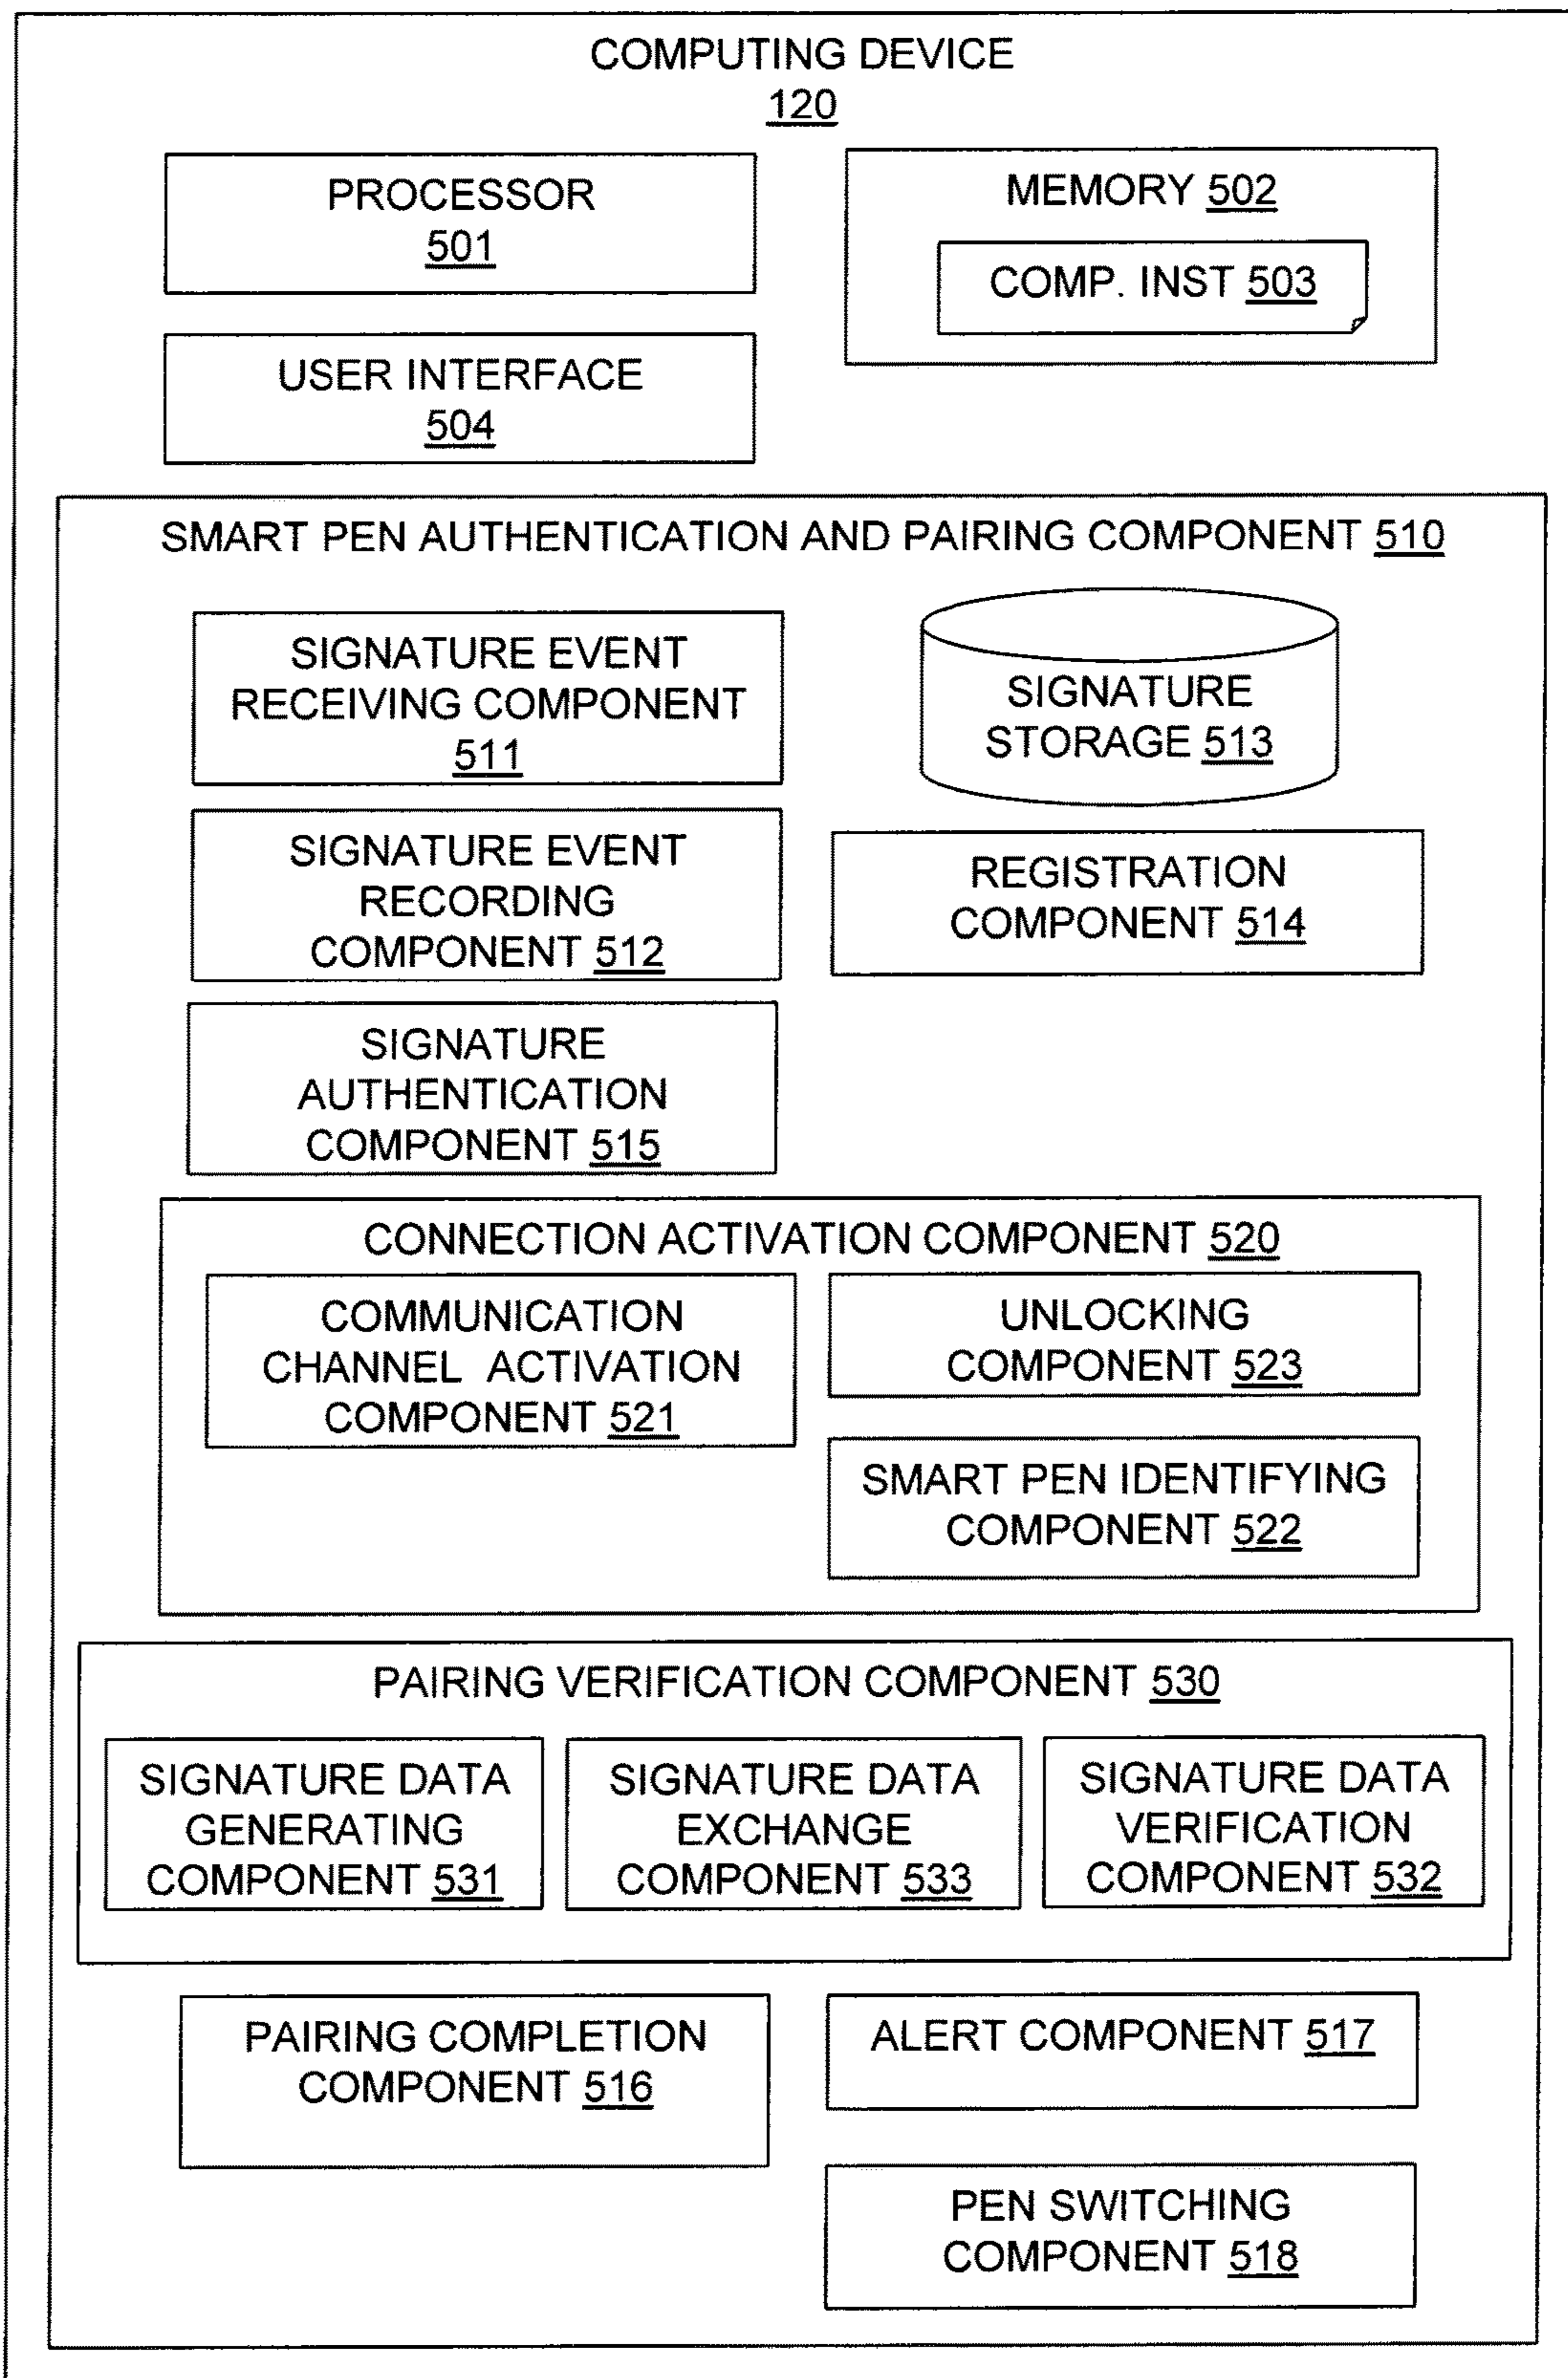 COMPUTING DEVICE
120
PROCESSOR
501
MEMORY 502
COMP. INST 503
USER INTERFACE
504
SMART PEN AUTHENTICATION AND PAIRING COMPONENT 510
SIGNATURE EVENT
RECEIVING COMPONENT
511
SIGNATURE
STORAGE 513
SIGNATURE EVENT
RECORDING
COMPONENT 512
REGISTRATION
COMPONENT 514
SIGNATURE
AUTHENTICATION
COMPONENT 515
CONNECTION ACTIVATION COMPONENT 520
COMMUNICATION
CHANNEL ACTIVATION
COMPONENT 521
UNLOCKING
COMPONENT 523
SMART PEN IDENTIFYING
COMPONENT 522
PAIRING VERIFICATION COMPONENT 530
SIGNATURE DATA
GENERATING
COMPONENT 531
SIGNATURE DATA
EXCHANGE
COMPONENT 533
SIGNATURE DATA
VERIFICATION
COMPONENT 532
PAIRING COMPLETION
COMPONENT 516
ALERT COMPONENT 517
PEN SWITCHING
COMPONENT 518